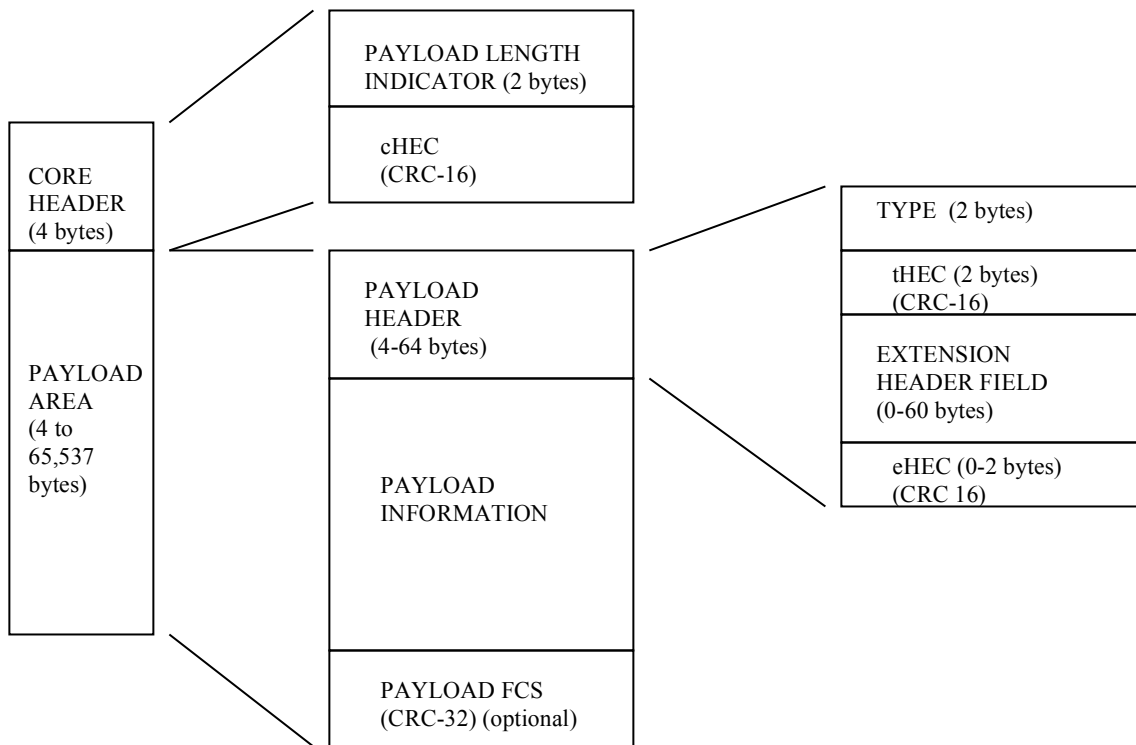 CORE
HEADER
(4 bytes)
PAYLOAD
AREA
(4 to
65,537
bytes)
PAYLOAD LENGTH
INDICATOR (2 bytes)
cHEC
(CRC-16)
PAYLOAD
HEADER
(4-64 bytes)
PAYLOAD
INFORMATION
PAYLOAD FCS
(CRC-32) (optional)
TYPE (2 bytes)
tHEC (2 bytes)
(CRC-16)
EXTENSION
HEADER FIELD
(0-60 bytes)
eHEC (0-2 bytes)
(CRC 16)